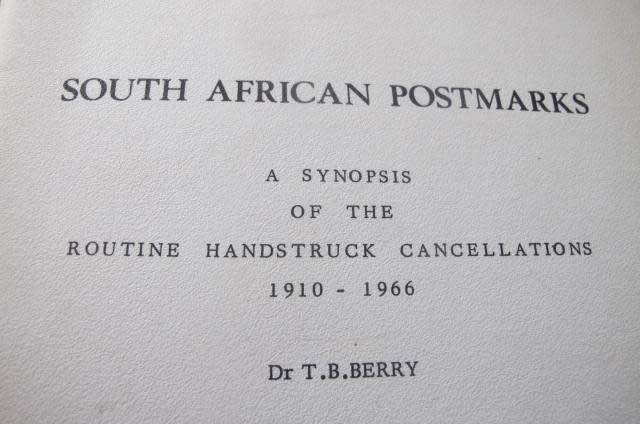 SOUTH AFRICAN POSTMARKS
A SYNOPSIS
OF THE
ROUTINE HANDSTRUCK CANCELLATIONS
1910 - 1966
Dr T.B.BERRY